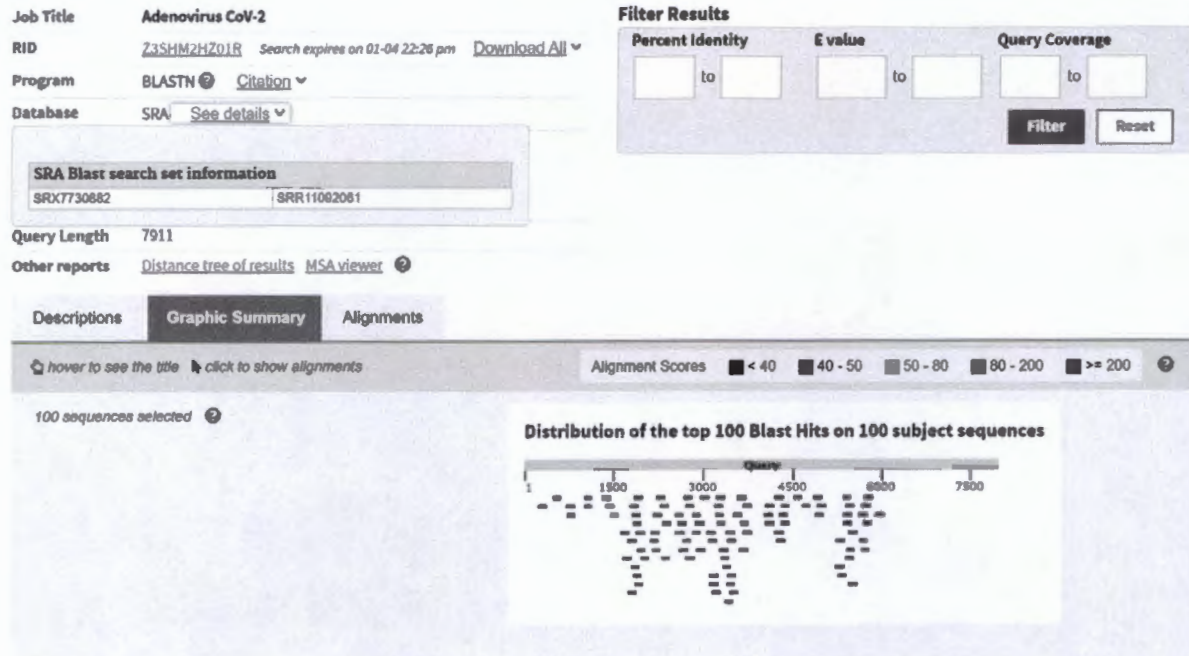 Job Title Adenovirus CoV-2
RID Z3SHM2HZ01R Search expires on 01-04 22:26 pm Download All
Program BLASTN Citation
Database SRA See details
SRA Blast search set information
SRX7730882 SRR11092061
Query Length 7911
Other reports Distance tree of results MSA viewer
Filter Results
Percent Identity E value Query Coverage
to to to
Filter Reset
Descriptions Graphic Summary Alignments
hover to see the title click to show alignments
Alignment Scores < 40 40 - 50 50 - 80 80 - 200 >= 200
100 sequences selected
Distribution of the top 100 Blast Hits on 100 subject sequences
Query
1 1500 3000 4500 6000 7500